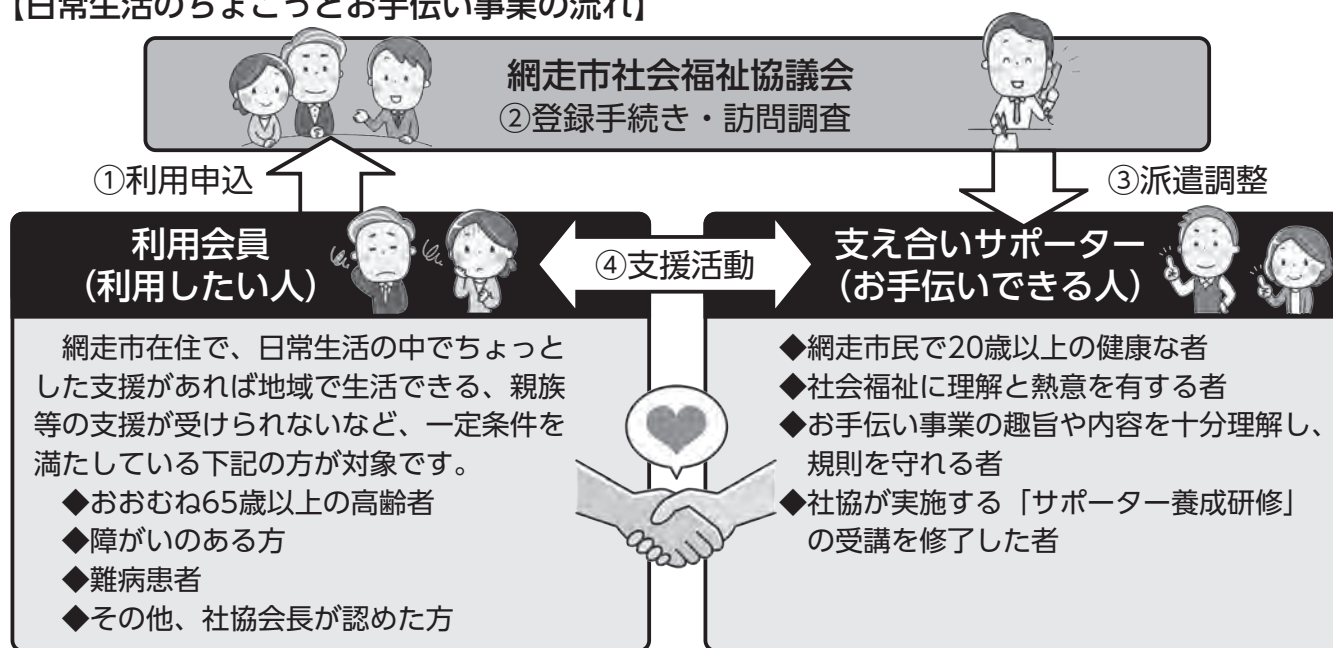 【日常生活のちょこっとお手伝い事業の流れ】
網走市社会福祉協議会
②登録手続き・訪問調査
①利用申込
③派遣調整
利用会員
（利用したい人）
④支援活動
支え合いサポーター
（お手伝いできる人）
網走市在住で、日常生活の中でちょっと
した支援があれば地域で生活できる、親族
等の支援が受けられないなど、一定条件を
満たしている下記の方が対象です。
◆おおむね65歳以上の高齢者
◆障がいのある方
◆難病患者
◆その他、社協会長が認めた方
◆網走市民で20歳以上の健康な者
◆社会福祉に理解と熱意を有する者
◆お手伝い事業の趣旨や内容を十分理解し、
規則を守れる者
◆社協が実施する「サポーター養成研修」
の受講を修了した者